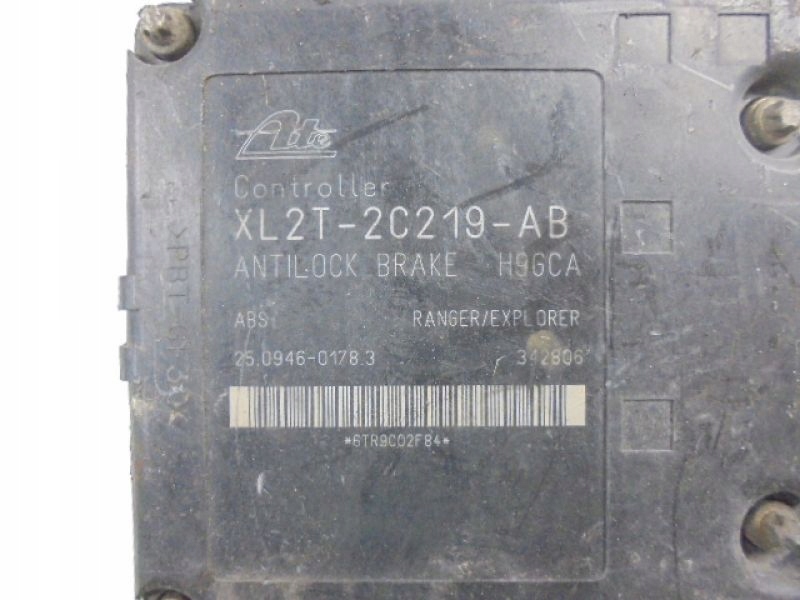 Ate
Controller
XL2T-2C219-AB
ANTILOCK BRAKE H9GCA
ABS RANGER/EXPLORER
25.0946-0178.3 342806
*6TR9C02F84*